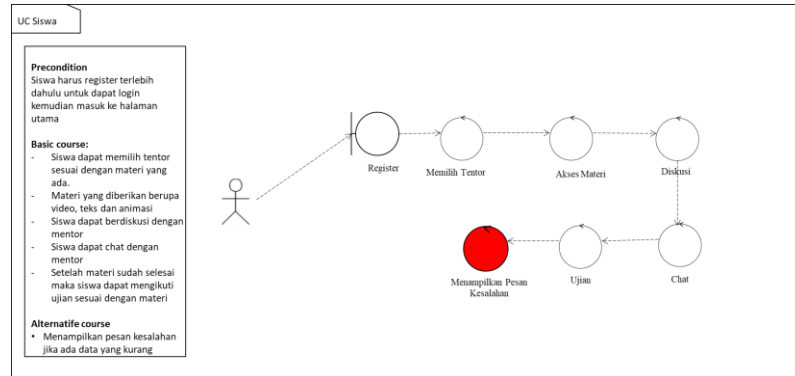 UC Siswa
Precondition
Siswa harus register terlebih
dahulu untuk dapat login
kemudian masuk ke halaman
utama
Basic course:
- Siswa dapat memilih tentor
sesuai dengan materi yang
ada.
- Materi yang diberikan berupa
video, teks dan animasi
- Siswa dapat berdiskusi dengan
mentor
- Siswa dapat chat dengan
mentor
- Setelah materi sudah selesai
maka siswa dapat mengikuti
ujian sesuai dengan materi
Alternatife course
• Menampilkan pesan kesalahan
jika ada data yang kurang
Register
Memilih Tentor
Akses Materi
Diskusi
Menampilkan Pesan
Kesalahan
Ujian
Chat